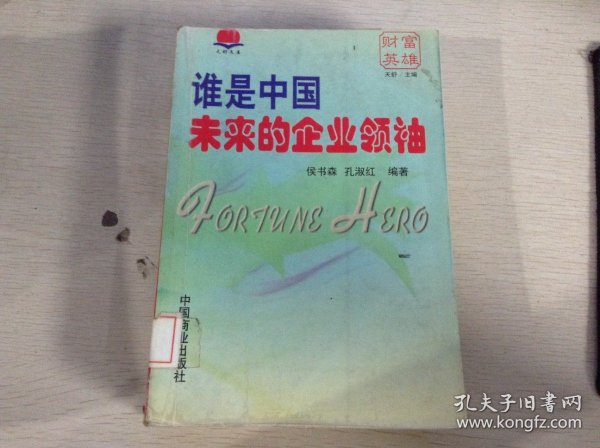 财富
英雄
天舒/主编
谁是中国
未来的企业领袖
侯书森 孔淑红 编著
FORTUNE HERO
中国商业出版社
孔夫子旧书网
www.kongfz.com